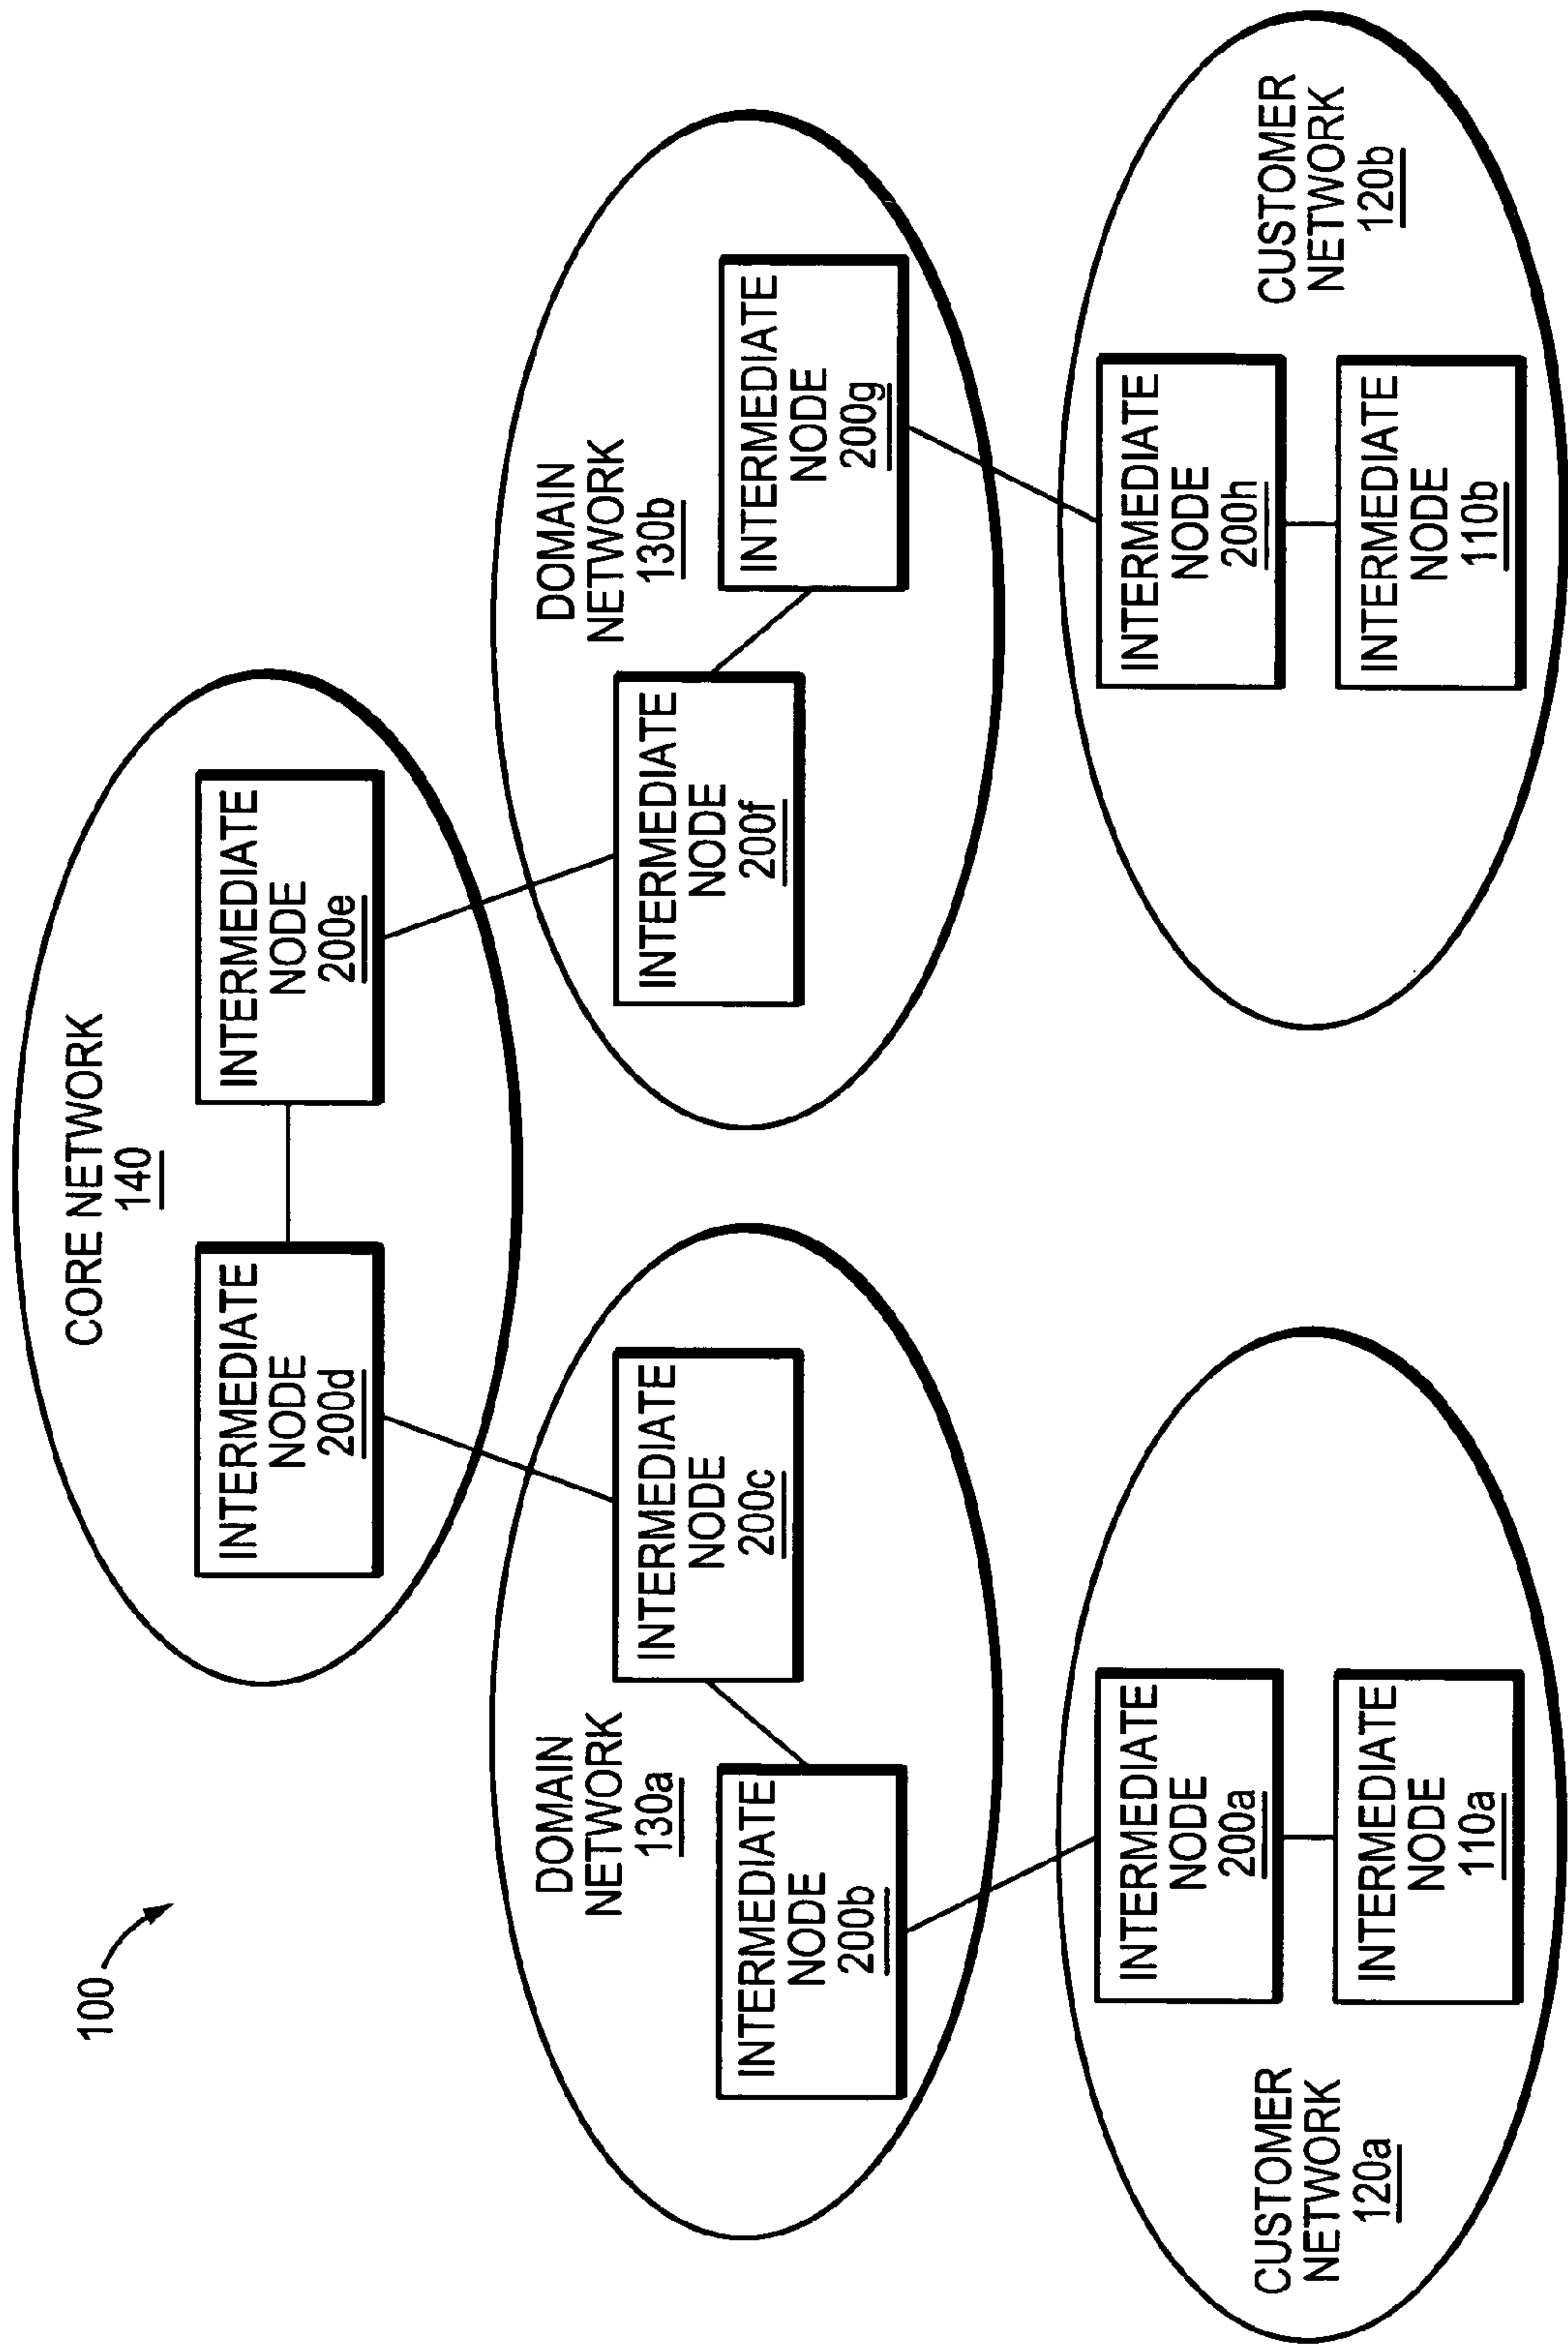 100
CORE NETWORK
140
INTERMEDIATE
NODE
200d
INTERMEDIATE
NODE
200e
DOMAIN
NETWORK
130a
INTERMEDIATE
NODE
200b
INTERMEDIATE
NODE
200c
DOMAIN
NETWORK
130b
INTERMEDIATE
NODE
200f
INTERMEDIATE
NODE
200g
CUSTOMER
NETWORK
120a
INTERMEDIATE
NODE
200a
INTERMEDIATE
NODE
110a
INTERMEDIATE
NODE
200h
INTERMEDIATE
NODE
110b
CUSTOMER
NETWORK
120b